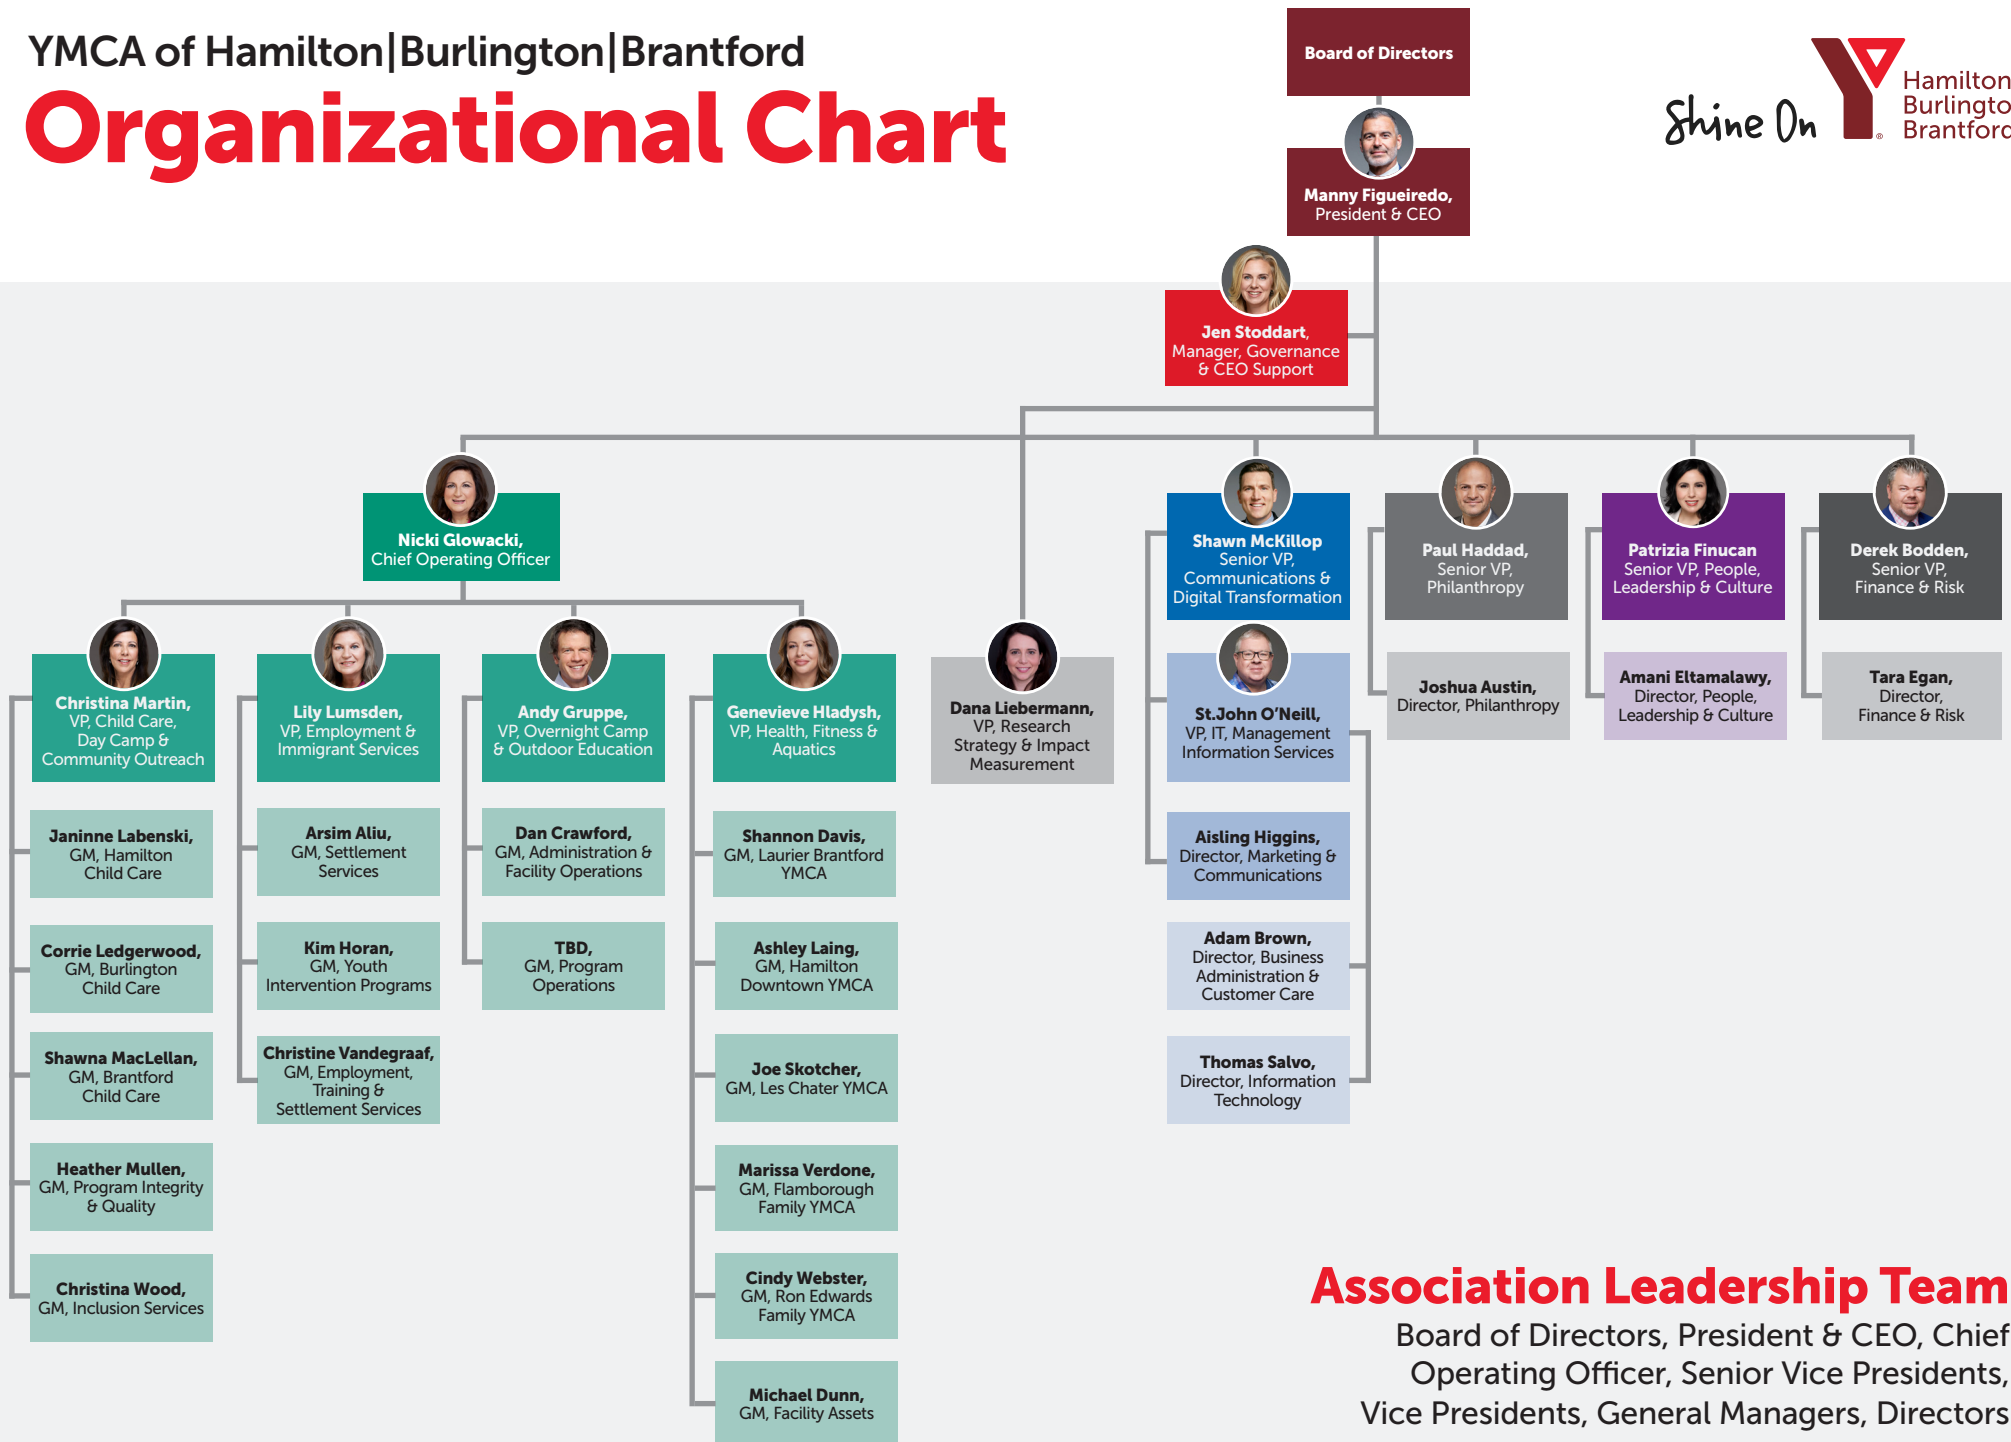 YMCA of Hamilton|Burlington|Brantford
Organizational Chart
Board of Directors
Shine On
Hamilton
Burlingto
Brantford
®
Manny Figueiredo,
President & CEO
Jen Stoddart,
Manager, Governance
& CEO Support
Nicki Glowacki,
Chief Operating Officer
Shawn McKillop
Senior VP,
Communications &
Digital Transformation
Paul Haddad,
Senior VP,
Philanthropy
Patrizia Finucan
Senior VP, People,
Leadership & Culture
Derek Bodden,
Senior VP,
Finance & Risk
Christina Martin,
VP, Child Care,
Day Camp &
Community Outreach
Lily Lumsden,
VP, Employment &
Immigrant Services
Andy Gruppe,
VP, Overnight Camp
& Outdoor Education
Genevieve Hladysh,
VP, Health, Fitness &
Aquatics
Dana Liebermann,
VP, Research
Strategy & Impact
Measurement
St.John O'Neill,
VP, IT, Management
Information Services
Joshua Austin,
Director, Philanthropy
Amani Eltamalawy,
Director, People,
Leadership & Culture
Tara Egan,
Director,
Finance & Risk
Janinne Labenski,
GM, Hamilton
Child Care
Arsim Aliu,
GM, Settlement
Services
Dan Crawford,
GM, Administration &
Facility Operations
Shannon Davis,
GM, Laurier Brantford
YMCA
Aisling Higgins,
Director, Marketing &
Communications
Corrie Ledgerwood,
GM, Burlington
Child Care
Kim Horan,
GM, Youth
Intervention Programs
TBD,
GM, Program
Operations
Ashley Laing,
GM, Hamilton
Downtown YMCA
Adam Brown,
Director, Business
Administration &
Customer Care
Shawna MacLellan,
GM, Brantford
Child Care
Christine Vandegraaf,
GM, Employment,
Training &
Settlement Services
Joe Skotcher,
GM, Les Chater YMCA
Thomas Salvo,
Director, Information
Technology
Heather Mullen,
GM, Program Integrity
& Quality
Marissa Verdone,
GM, Flamborough
Family YMCA
Christina Wood,
GM, Inclusion Services
Cindy Webster,
GM, Ron Edwards
Family YMCA
Michael Dunn,
GM, Facility Assets
Association Leadership Team
Board of Directors, President & CEO, Chief
Operating Officer, Senior Vice Presidents,
Vice Presidents, General Managers, Directors